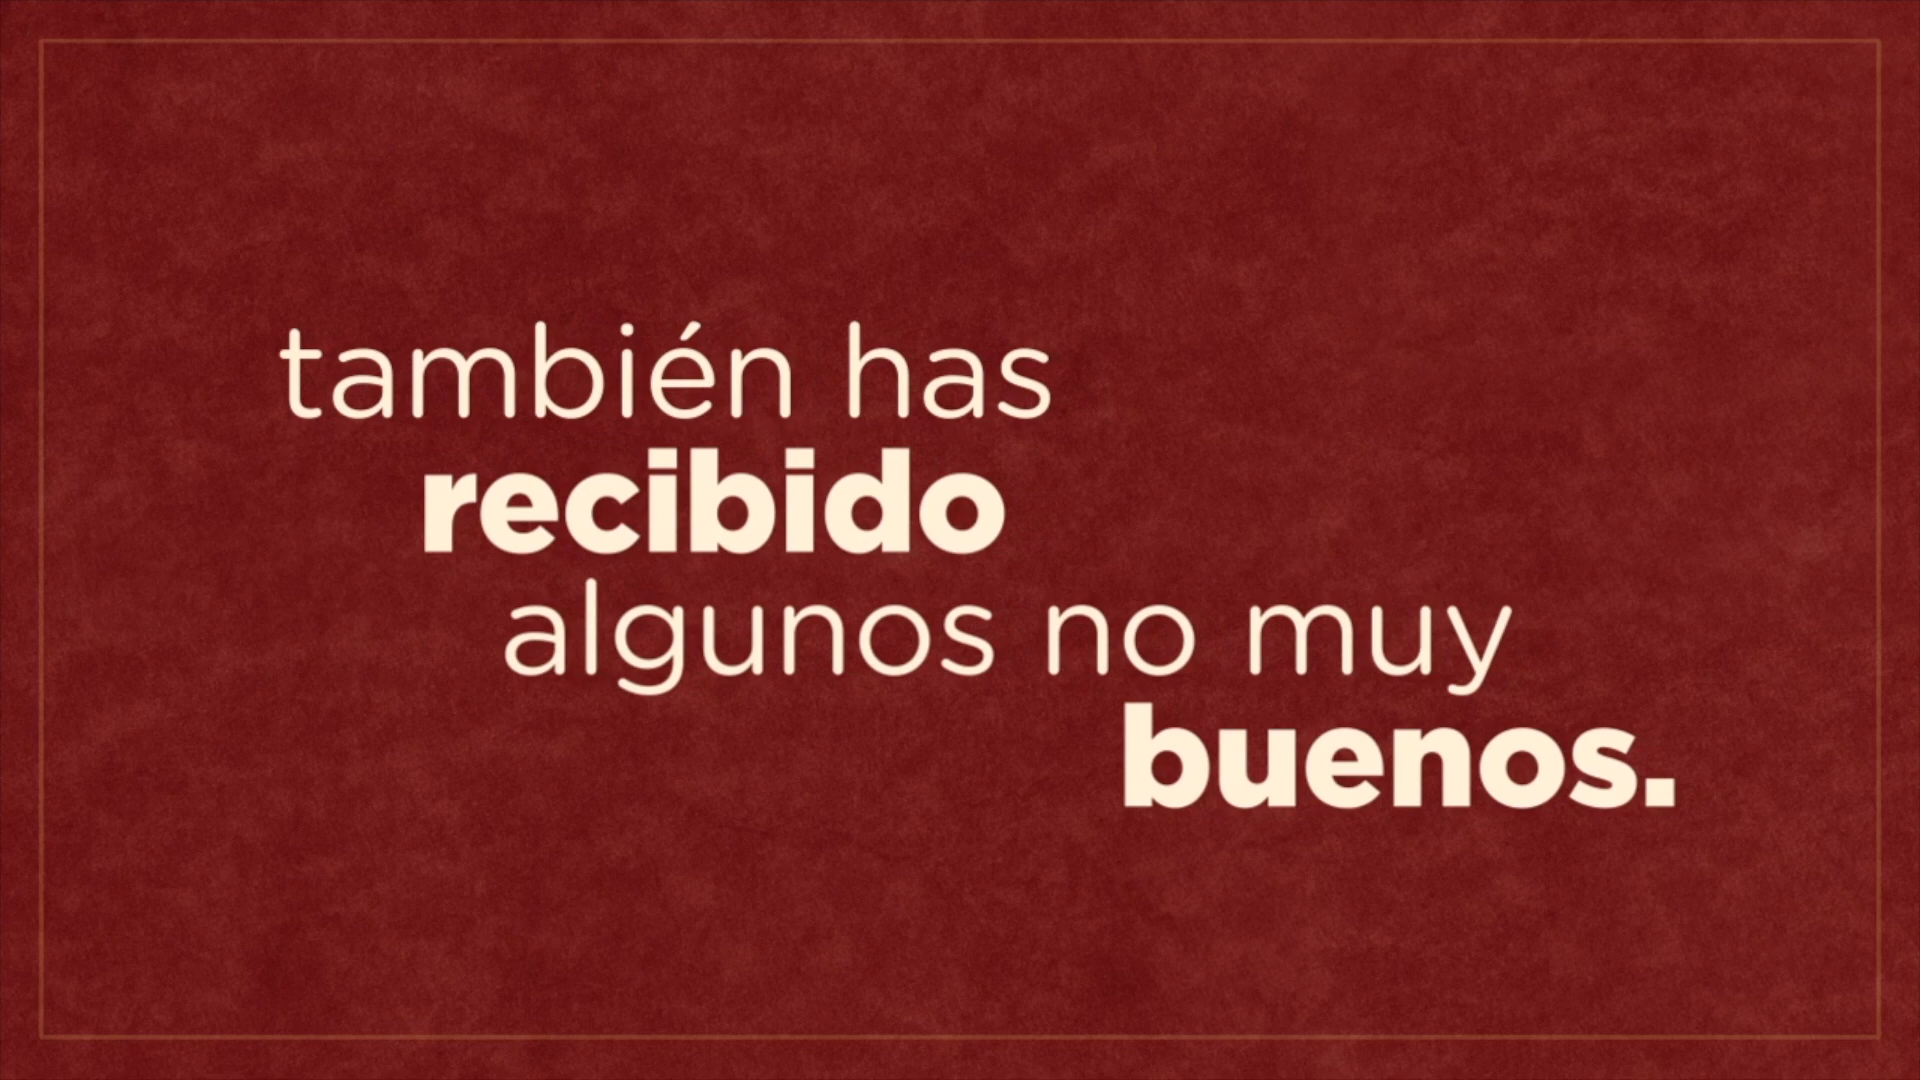 también has
recibido
algunos no muy
buenos.